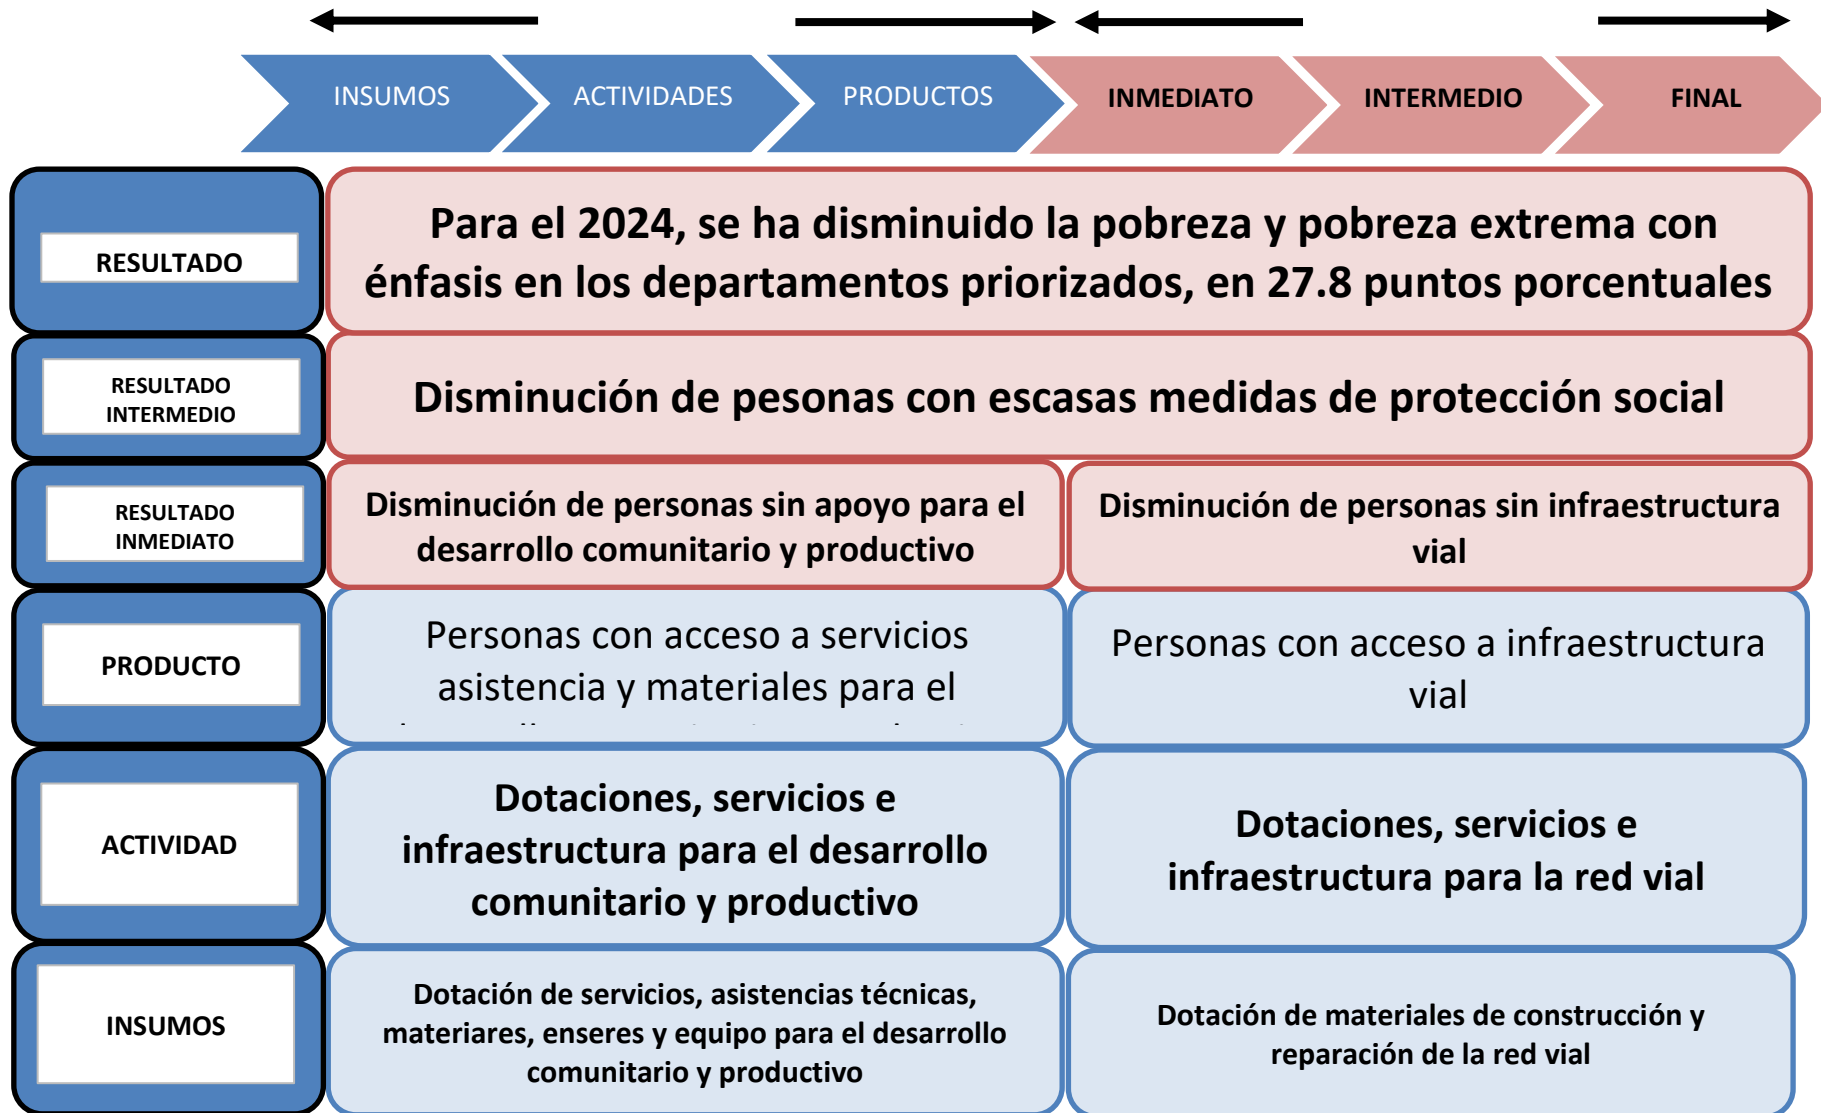 INSUMOS
ACTIVIDADES
PRODUCTOS
INMEDIATO
INTERMEDIO
FINAL
RESULTADO
Para el 2024, se ha disminuido la pobreza y pobreza extrema con
énfasis en los departamentos priorizados, en 27.8 puntos porcentuales
RESULTADO
INTERMEDIO
Disminución de pesonas con escasas medidas de protección social
RESULTADO
INMEDIATO
Disminución de personas sin apoyo para el
desarrollo comunitario y productivo
Disminución de personas sin infraestructura
vial
PRODUCTO
Personas con acceso a servicios
asistencia y materiales para el
Personas con acceso a infraestructura
vial
ACTIVIDAD
Dotaciones, servicios e
infraestructura para el desarrollo
comunitario y productivo
Dotaciones, servicios e
infraestructura para la red vial
INSUMOS
Dotación de servicios, asistencias técnicas,
materiares, enseres y equipo para el desarrollo
comunitario y productivo
Dotación de materiales de construcción y
reparación de la red vial